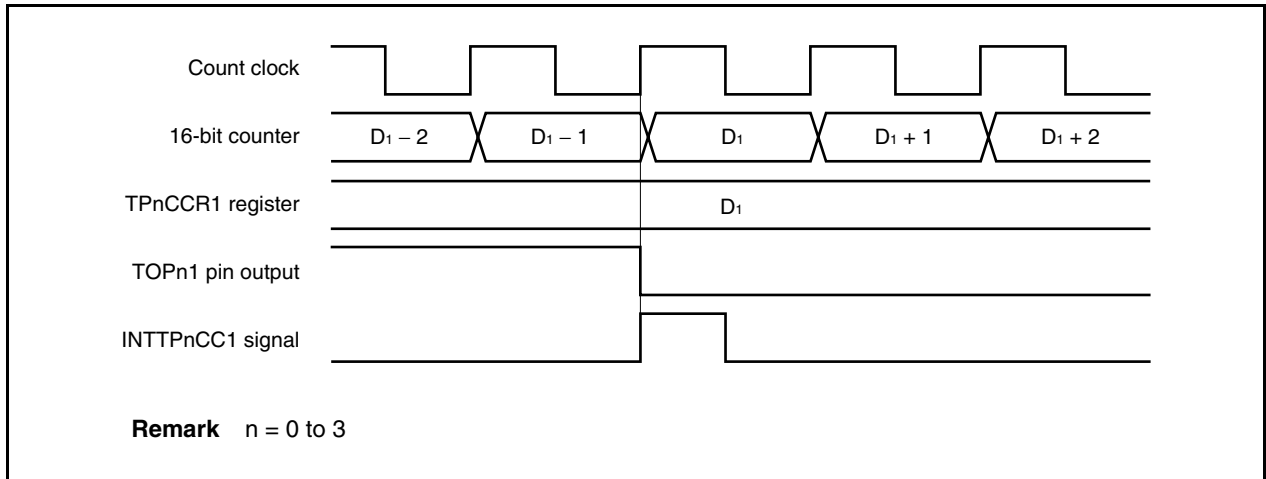 Count clock
16-bit counter D1 − 2 D1 − 1 D1 D1 + 1 D1 + 2
TPnCCR1 register D1
TOPn1 pin output
INTTPnCC1 signal
Remark n = 0 to 3